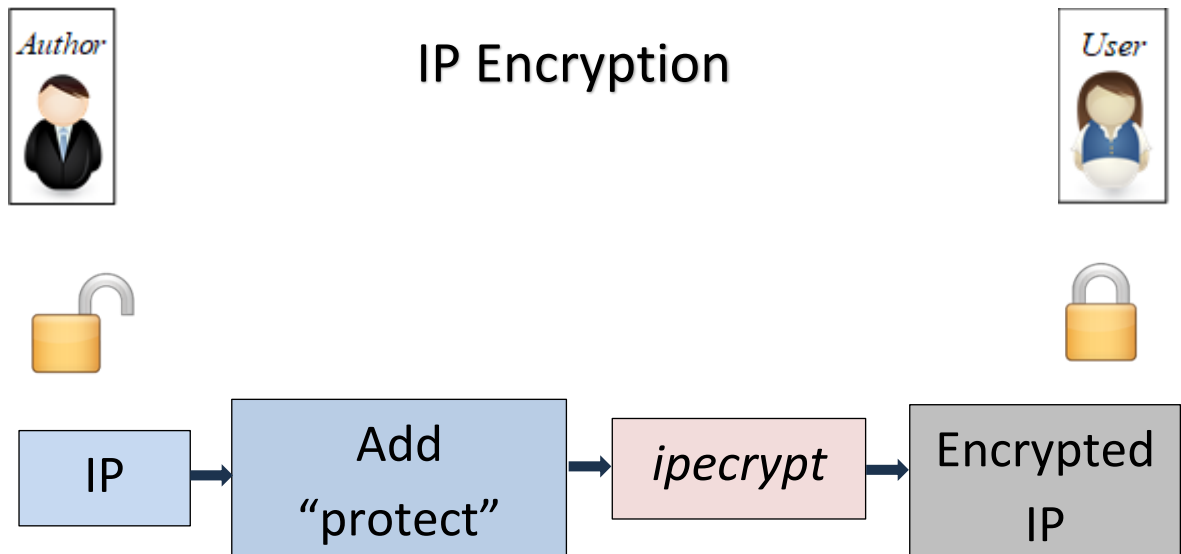 Author
IP Encryption
User
IP
Add
“protect”
ipecrypt
Encrypted
IP